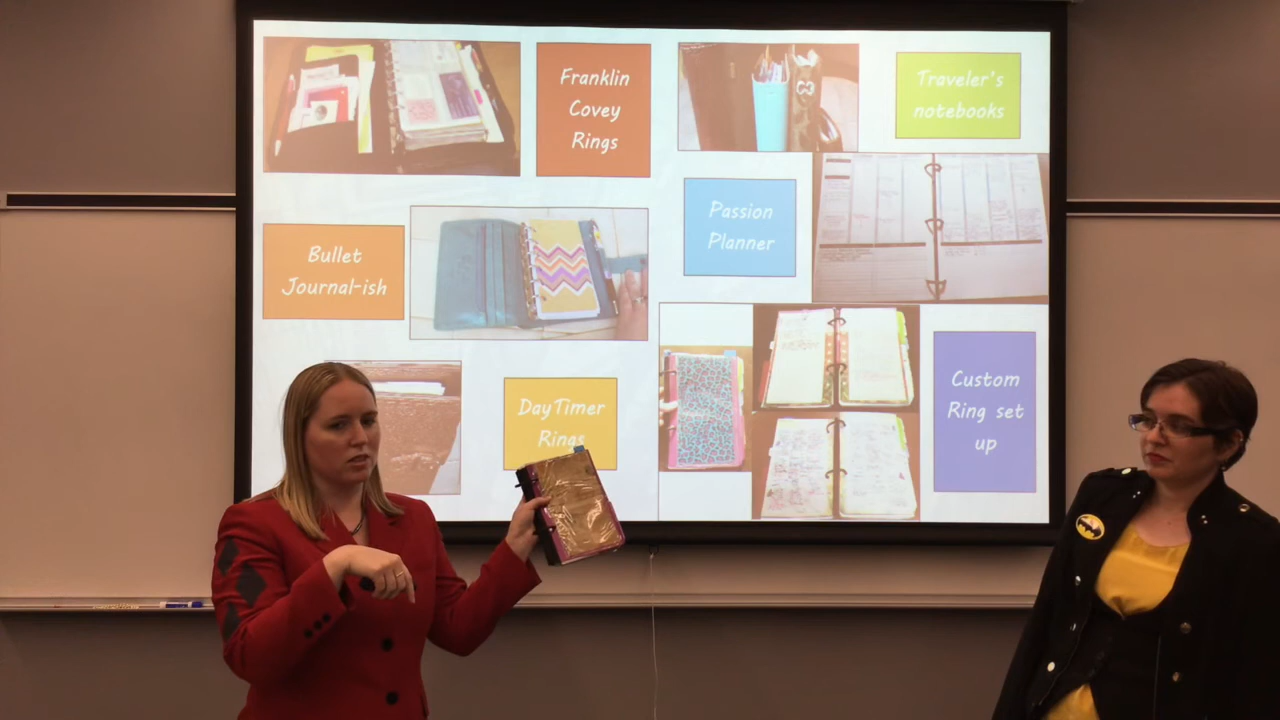 Franklin
Covey
Rings
Traveler's
notebooks
Passion
Planner
Bullet
Journal-ish
DayTimer
Rings
Custom
Ring set
up